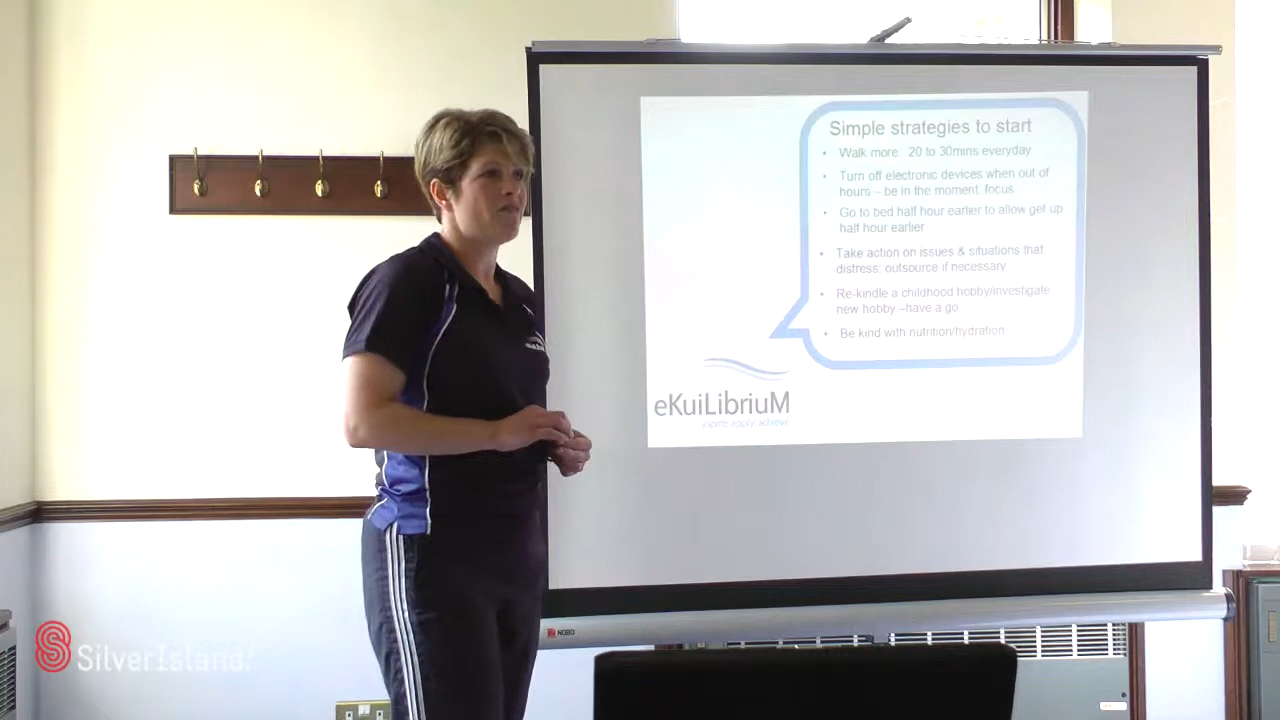 Simple strategies to start
• Walk more: 20 to 30mins everyday
• Turn off electronic devices when out of
hours – be in the moment: focus
• Go to bed half hour earlier to allow get up
half hour earlier
• Take action on issues & situations that
distress: outsource if necessary
• Re-kindle a childhood hobby/investigate
new hobby –have a go
• Be kind with nutrition/hydration
eKuiLibriuM
aspire.apply.achieve
NOBO
SilverIsland.